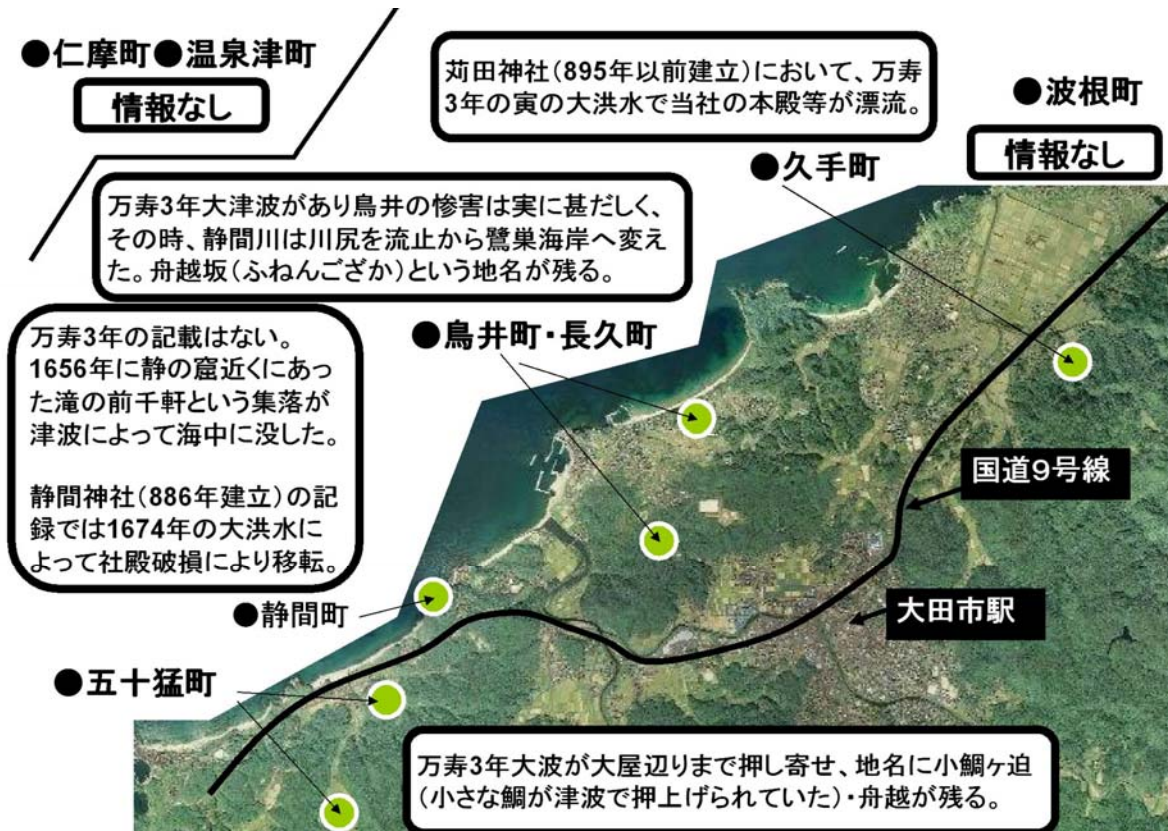 ●仁摩町●温泉津町
情報なし
苅田神社(895年以前建立)において、万寿
3年の寅の大洪水で当社の本殿等が漂流。
●波根町
情報なし
●久手町
万寿3年大津波があり鳥井の惨害は実に甚だしく、
その時、静間川は川尻を流止から鷺巣海岸へ変え
た。舟越坂(ふねんござか)という地名が残る。
●鳥井町・長久町
万寿3年の記載はない。
1656年に静の窟近くにあっ
た滝の前千軒という集落が
津波によって海中に没した。
静間神社(886年建立)の記
録では1674年の大洪水に
よって社殿破損により移転。
国道9号線
大田市駅
●静間町
●五十猛町
万寿3年大波が大屋辺りまで押し寄せ、地名に小鯛ヶ迫
(小さな鯛が津波で押上げられていた)・舟越が残る。